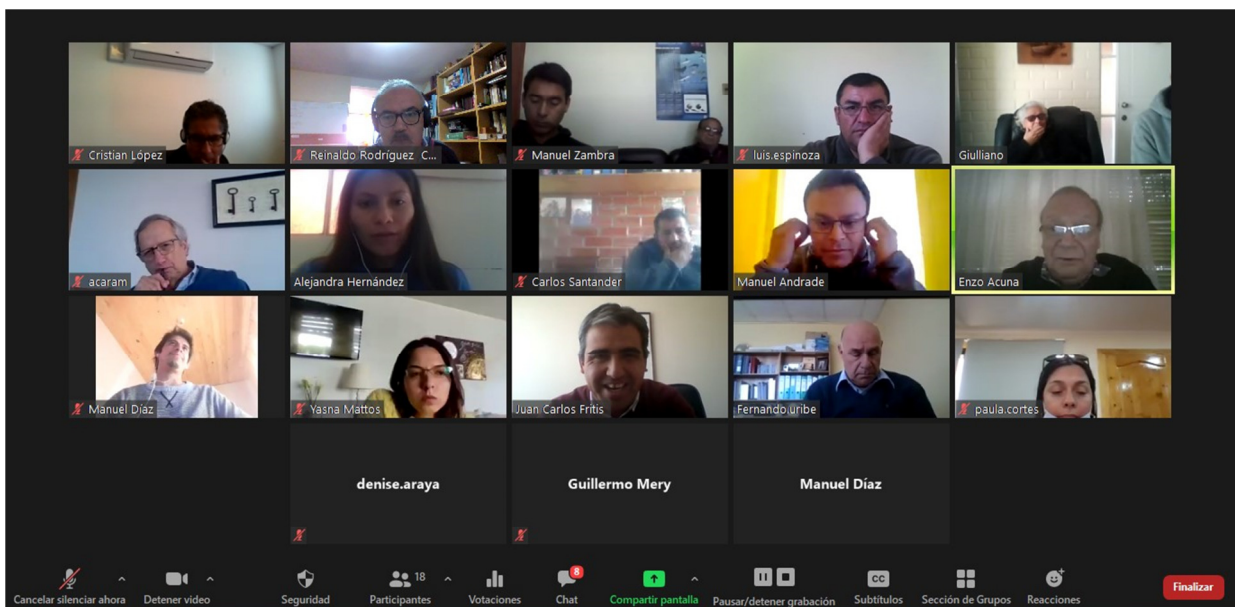 Cristian López
Reinaldo Rodríguez C...
Manuel Zambra
luis.espinoza
Giulliano
acaram
Alejandra Hernández
Carlos Santander
Manuel Andrade
Enzo Acuna
Manuel Díaz
Yasna Mattos
Juan Carlos Fritis
Fernando.uribe
paula.cortes
denise.araya
Guillermo Mery
Manuel Díaz
8
18
CC
Cancelar silenciar ahora
Detener video
Seguridad
Participantes
Votaciones
Chat
Compartir pantalla
Pausar/detener grabación
Subtítulos
Sección de Grupos
Reacciones
Finalizar